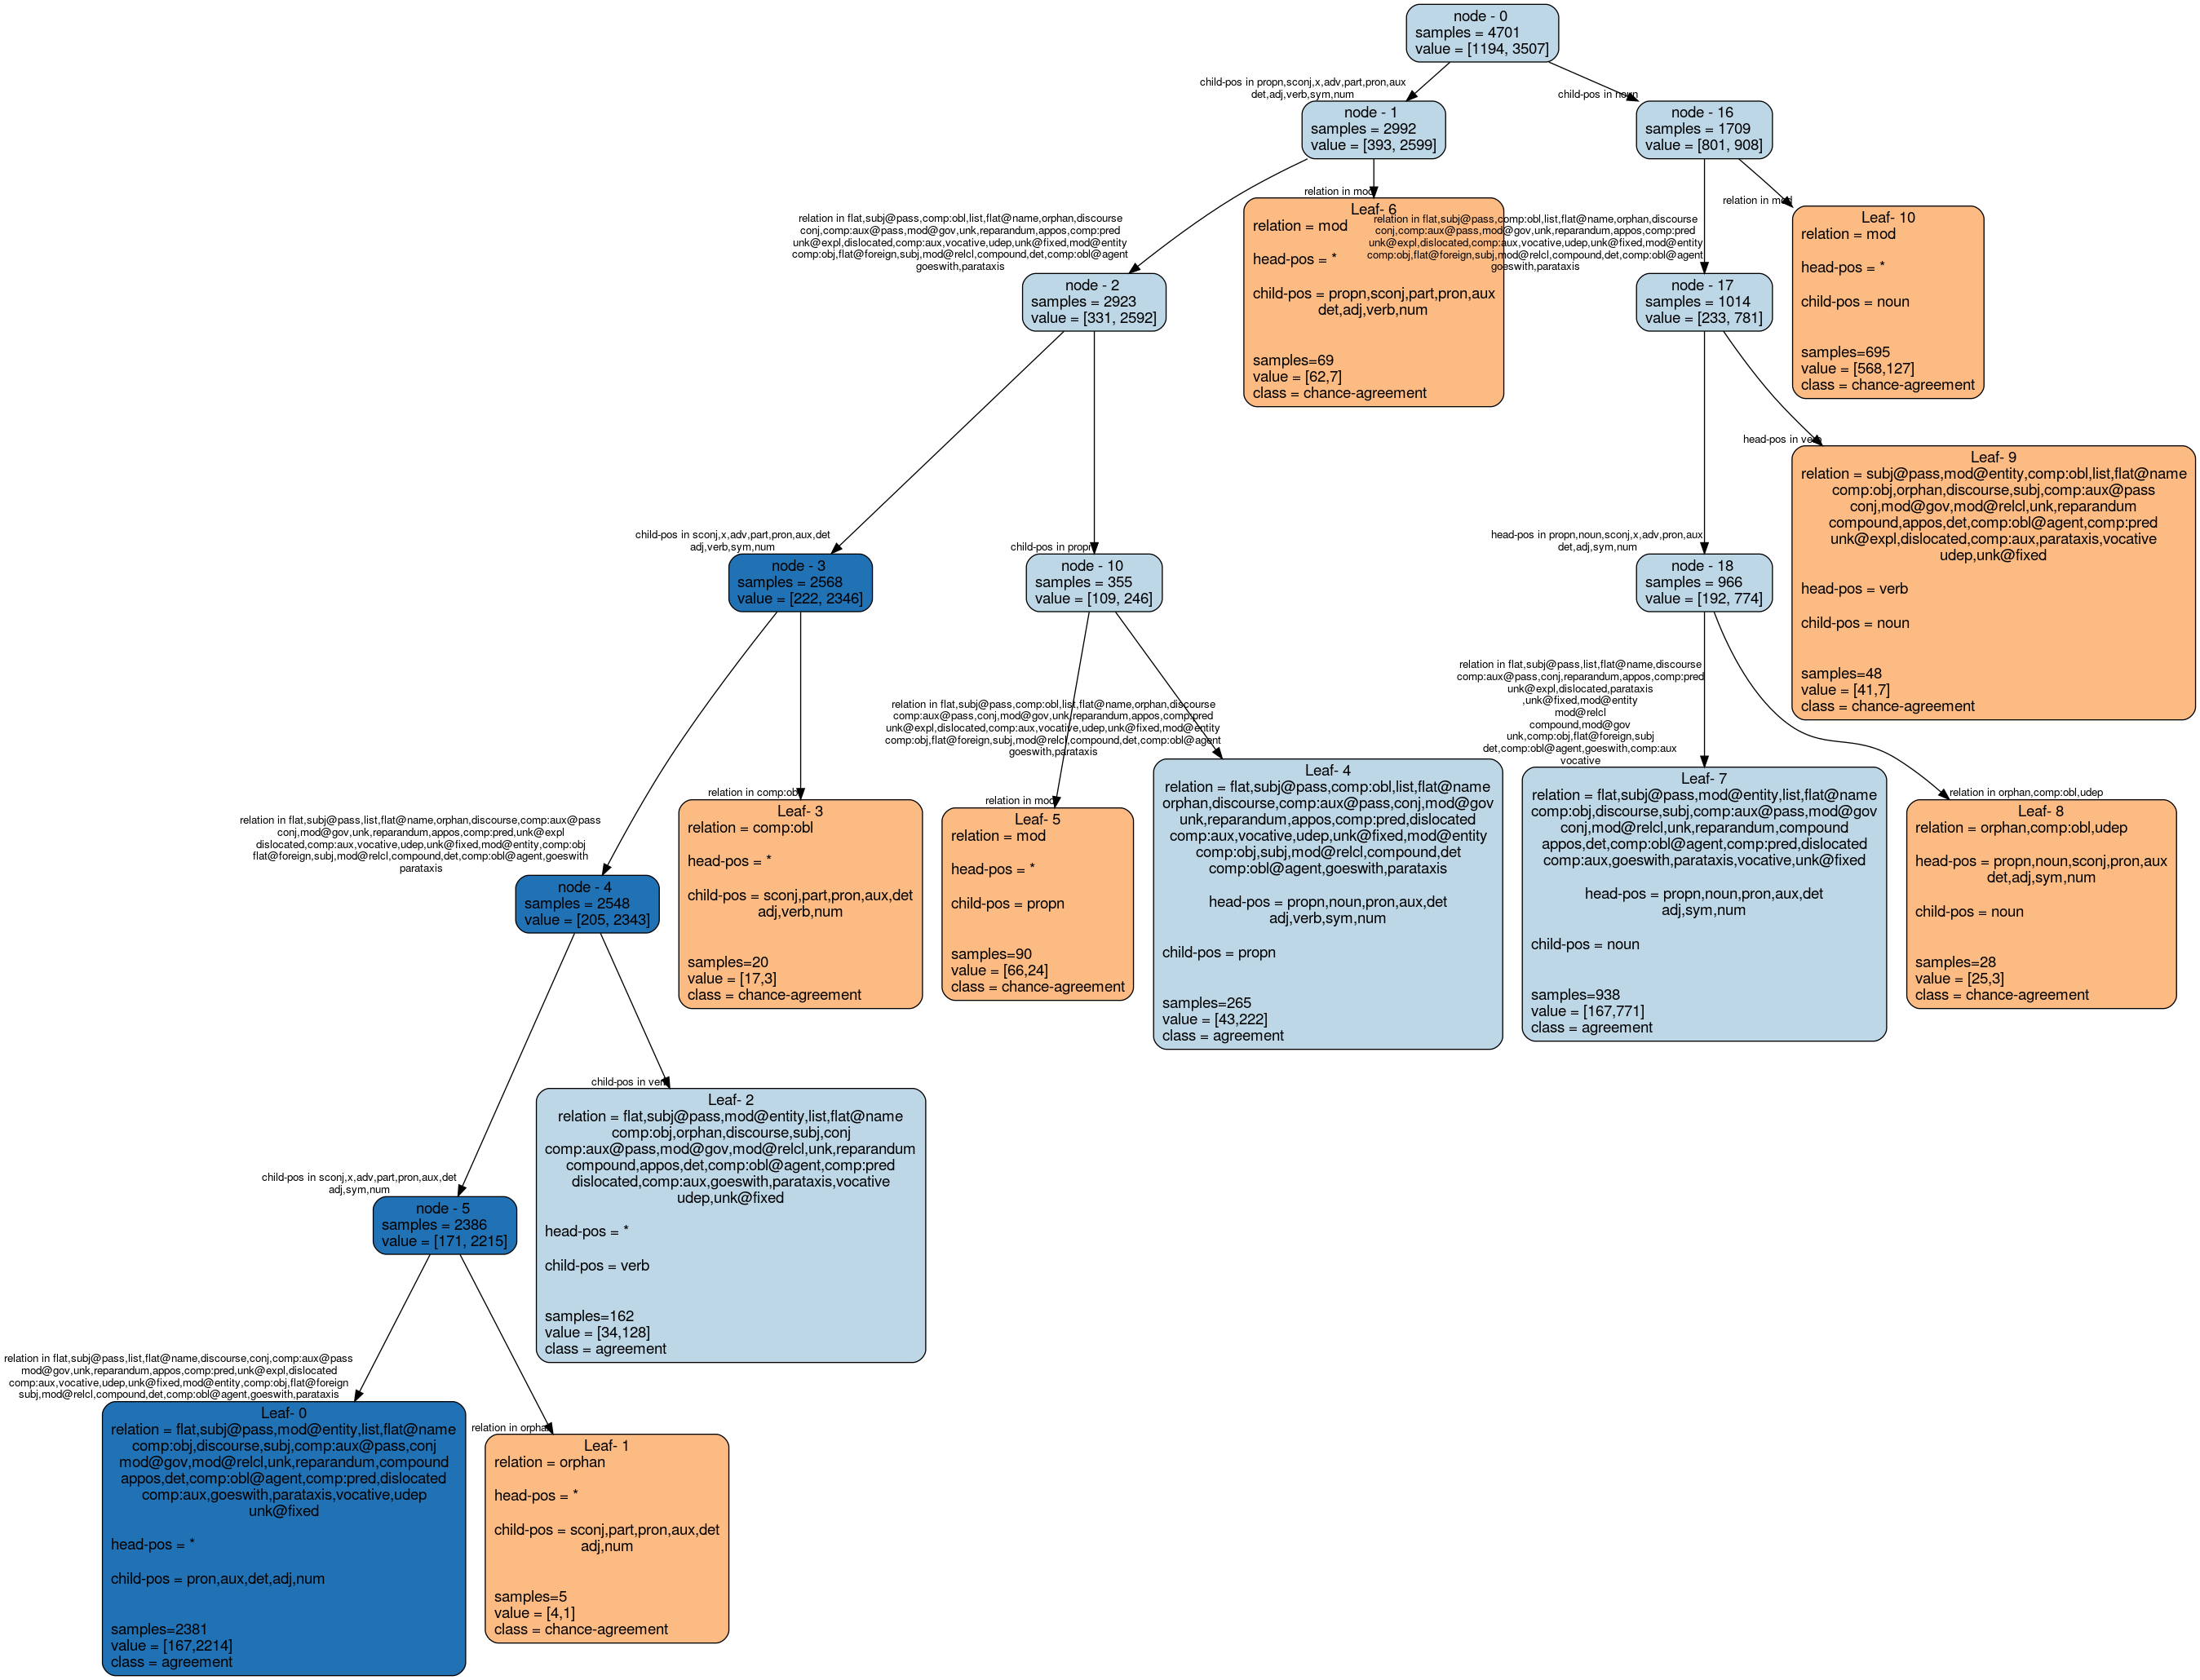 node - 0
samples = 4701
value = [1194, 3507]
child-pos in propn,sconj,x,adv,part,pron,aux
det,adj,verb,sym,num
child-pos in noun
node - 1
samples = 2992
value = [393, 2599]
node - 16
samples = 1709
value = [801, 908]
relation in flat,subj@pass,comp:obl,list,flat@name,orphan,discourse
conj,comp:aux@pass,mod@gov,unk,reparandum,appos,comp:pred
unk@expl,dislocated,comp:aux,vocative,udep,unk@fixed,mod@entity
comp:obj,flat@foreign,subj,mod@relcl,compound,det,comp:obl@agent
goeswith,parataxis
relation in mod
Leaf- 6
relation = mod
head-pos = *
child-pos = propn,sconj,part,pron,aux
det,adj,verb,num
samples=69
value = [62,7]
class = chance-agreement
relation in flat,subj@pass,comp:obl,list,flat@name,orphan,discourse
conj,comp:aux@pass,mod@gov,unk,reparandum,appos,comp:pred
unk@expl,dislocated,comp:aux,vocative,udep,unk@fixed,mod@entity
comp:obj,flat@foreign,subj,mod@relcl,compound,det,comp:obl@agent
goeswith,parataxis
relation in mod
Leaf- 10
relation = mod
head-pos = *
child-pos = noun
samples=695
value = [568,127]
class = chance-agreement
node - 2
samples = 2923
value = [331, 2592]
node - 17
samples = 1014
value = [233, 781]
child-pos in sconj,x,adv,part,pron,aux,det
adj,verb,sym,num
child-pos in propn
head-pos in propn,noun,sconj,x,adv,pron,aux
det,adj,sym,num
head-pos in verb
Leaf- 9
relation = subj@pass,mod@entity,comp:obl,list,flat@name
comp:obj,orphan,discourse,subj,comp:aux@pass
conj,mod@gov,mod@relcl,unk,reparandum
compound,appos,det,comp:obl@agent,comp:pred
unk@expl,dislocated,comp:aux,parataxis,vocative
udep,unk@fixed
head-pos = verb
child-pos = noun
samples=48
value = [41,7]
class = chance-agreement
node - 3
samples = 2568
value = [222, 2346]
node - 10
samples = 355
value = [109, 246]
node - 18
samples = 966
value = [192, 774]
relation in flat,subj@pass,list,flat@name,orphan,discourse,comp:aux@pass
conj,mod@gov,unk,reparandum,appos,comp:pred,unk@expl
dislocated,comp:aux,vocative,udep,unk@fixed,mod@entity,comp:obj
flat@foreign,subj,mod@relcl,compound,det,comp:obl@agent,goeswith
parataxis
relation in comp:obl
relation in flat,subj@pass,comp:obl,list,flat@name,orphan,discourse
comp:aux@pass,conj,mod@gov,unk,reparandum,appos,comp:pred
unk@expl,dislocated,comp:aux,vocative,udep,unk@fixed,mod@entity
comp:obj,flat@foreign,subj,mod@relcl,compound,det,comp:obl@agent
goeswith,parataxis
relation in mod
relation in flat,subj@pass,list,flat@name,discourse
comp:aux@pass,conj,reparandum,appos,comp:pred
unk@expl,dislocated,parataxis
,unk@fixed,mod@entity
mod@relcl
compound,mod@gov
unk,comp:obj,flat@foreign,subj
det,comp:obl@agent,goeswith,comp:aux
vocative
relation in orphan,comp:obl,udep
node - 4
samples = 2548
value = [205, 2343]
Leaf- 3
relation = comp:obl
head-pos = *
child-pos = sconj,part,pron,aux,det
adj,verb,num
samples=20
value = [17,3]
class = chance-agreement
Leaf- 5
relation = mod
head-pos = *
child-pos = propn
samples=90
value = [66,24]
class = chance-agreement
Leaf- 4
relation = flat,subj@pass,comp:obl,list,flat@name
orphan,discourse,comp:aux@pass,conj,mod@gov
unk,reparandum,appos,comp:pred,dislocated
comp:aux,vocative,udep,unk@fixed,mod@entity
comp:obj,subj,mod@relcl,compound,det
comp:obl@agent,goeswith,parataxis
head-pos = propn,noun,pron,aux,det
adj,verb,sym,num
child-pos = propn
samples=265
value = [43,222]
class = agreement
Leaf- 7
relation = flat,subj@pass,mod@entity,list,flat@name
comp:obj,discourse,subj,comp:aux@pass,mod@gov
conj,mod@relcl,unk,reparandum,compound
appos,det,comp:obl@agent,comp:pred,dislocated
comp:aux,goeswith,parataxis,vocative,unk@fixed
head-pos = propn,noun,pron,aux,det
adj,sym,num
child-pos = noun
samples=938
value = [167,771]
class = agreement
Leaf- 8
relation = orphan,comp:obl,udep
head-pos = propn,noun,sconj,pron,aux
det,adj,sym,num
child-pos = noun
samples=28
value = [25,3]
class = chance-agreement
child-pos in sconj,x,adv,part,pron,aux,det
adj,sym,num
child-pos in verb
node - 5
samples = 2386
value = [171, 2215]
Leaf- 2
relation = flat,subj@pass,mod@entity,list,flat@name
comp:obj,orphan,discourse,subj,conj
comp:aux@pass,mod@gov,mod@relcl,unk,reparandum
compound,appos,det,comp:obl@agent,comp:pred
dislocated,comp:aux,goeswith,parataxis,vocative
udep,unk@fixed
head-pos = *
child-pos = verb
samples=162
value = [34,128]
class = agreement
relation in flat,subj@pass,list,flat@name,discourse,conj,comp:aux@pass
mod@gov,unk,reparandum,appos,comp:pred,unk@expl,dislocated
comp:aux,vocative,udep,unk@fixed,mod@entity,comp:obj,flat@foreign
subj,mod@relcl,compound,det,comp:obl@agent,goeswith,parataxis
relation in orphan
Leaf- 0
relation = flat,subj@pass,mod@entity,list,flat@name
comp:obj,discourse,subj,comp:aux@pass,conj
mod@gov,mod@relcl,unk,reparandum,compound
appos,det,comp:obl@agent,comp:pred,dislocated
comp:aux,goeswith,parataxis,vocative,udep
unk@fixed
head-pos = *
child-pos = pron,aux,det,adj,num
samples=2381
value = [167,2214]
class = agreement
Leaf- 1
relation = orphan
head-pos = *
child-pos = sconj,part,pron,aux,det
adj,num
samples=5
value = [4,1]
class = chance-agreement